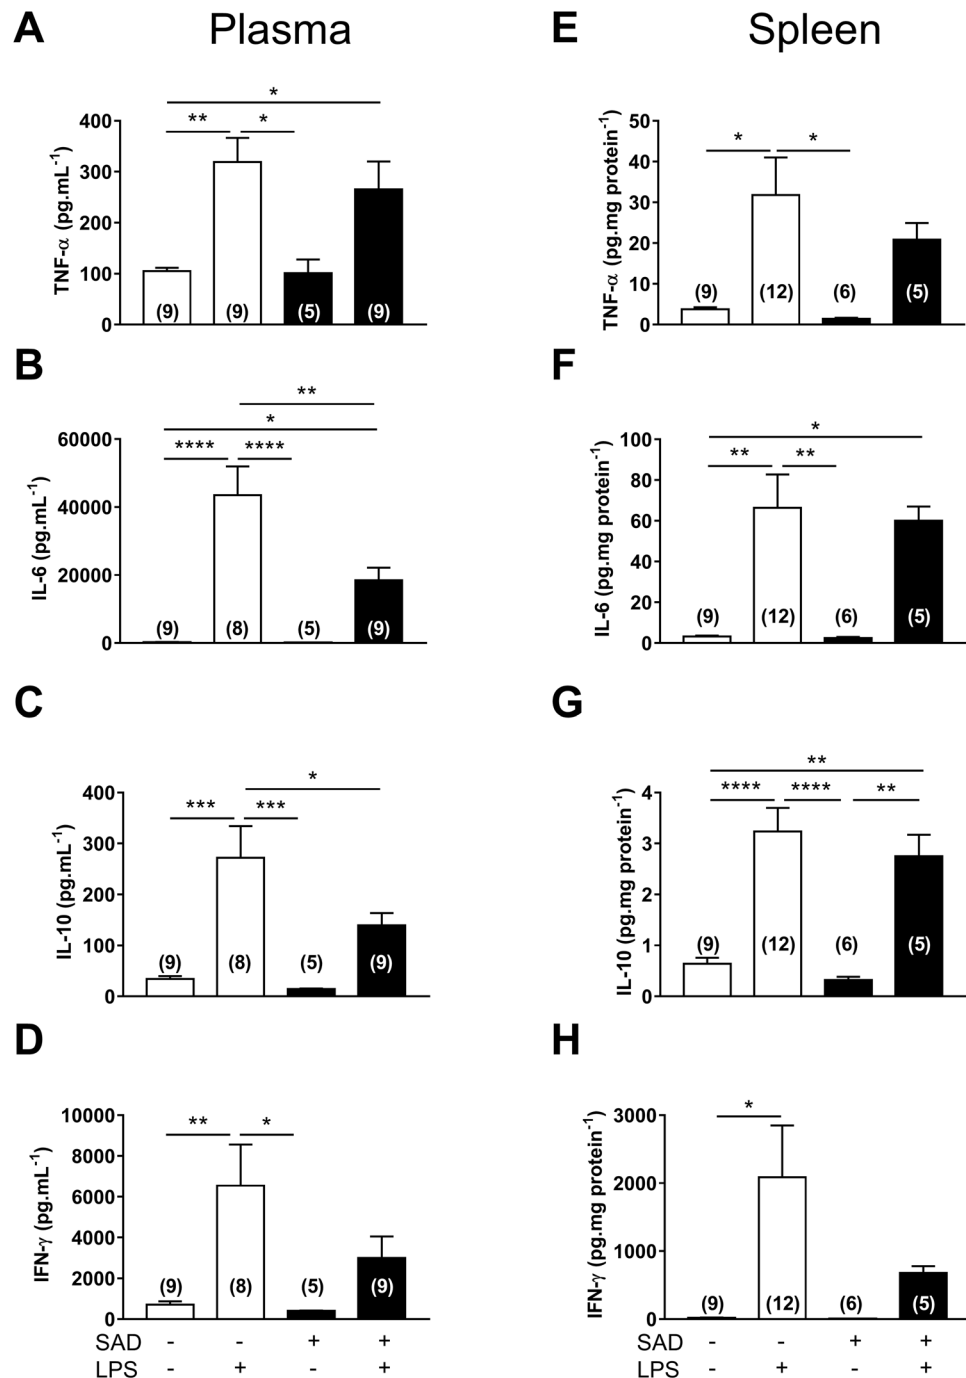 A Plasma
*
** *
400
300
200
100
0
TNF-α (pg.mL⁻¹)
(9) (9) (5) (9)
B
**
*
**** ****
60000
40000
20000
0
IL-6 (pg.mL⁻¹)
(9) (8) (5) (9)
C
*
*** ***
400
300
200
100
0
IL-10 (pg.mL⁻¹)
(9) (8) (5) (9)
D
** *
10000
8000
6000
4000
2000
0
IFN-γ (pg.mL⁻¹)
(9) (8) (5) (9)
SAD - - + +
LPS - + - +
E Spleen
* *
50
40
30
20
10
0
TNF-α (pg.mg protein⁻¹)
(9) (12) (6) (5)
F
*
** **
100
80
60
40
20
0
IL-6 (pg.mg protein⁻¹)
(9) (12) (6) (5)
G
**
**** **** **
4
3
2
1
0
IL-10 (pg.mg protein⁻¹)
(9) (12) (6) (5)
H
*
3000
2000
1000
0
IFN-γ (pg.mg protein⁻¹)
(9) (12) (6) (5)
SAD - - + +
LPS - + - +